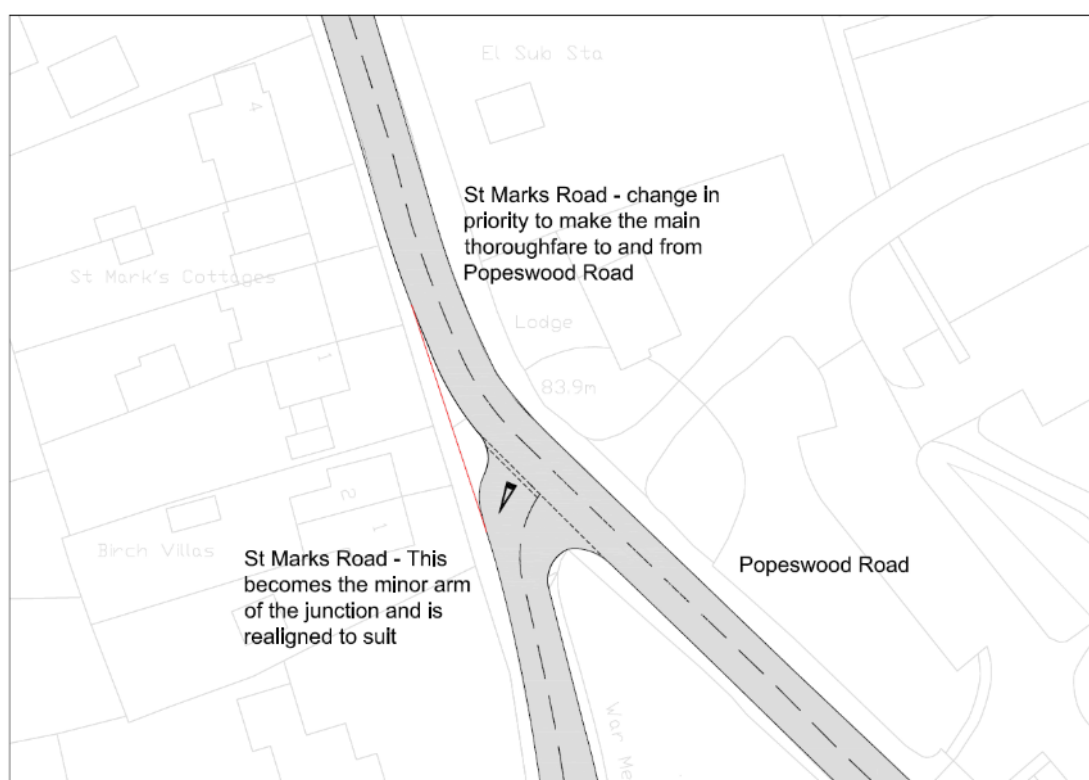 El Sub Sta
4
St Marks Road - change in
priority to make the main
thoroughfare to and from
Popeswood Road
St Mark's Cottages
Lodge
1
83.9m
2
1
Birch Villas
St Marks Road - This
becomes the minor arm
of the junction and is
realigned to suit
Popeswood Road
War Me